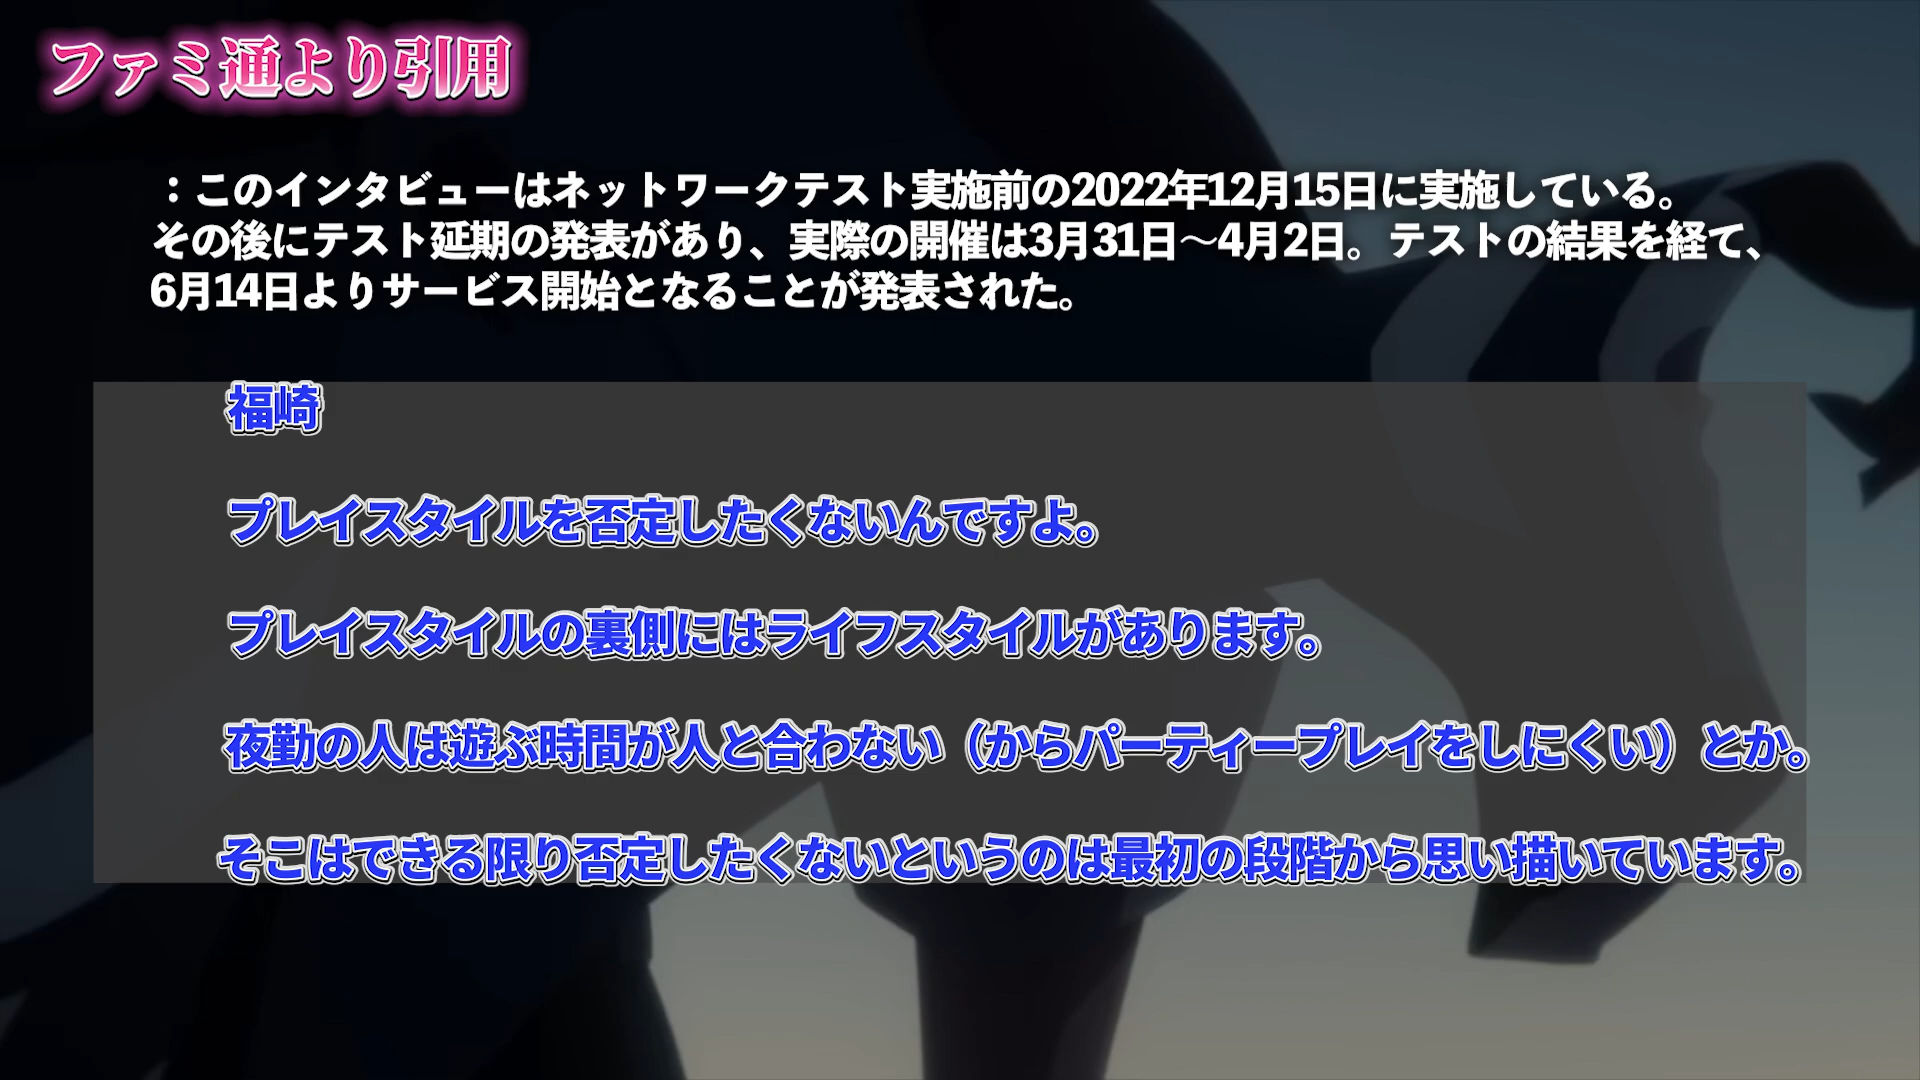 ファミ通より引用
：このインタビューはネットワークテスト実施前の2022年12月15日に実施している。
その後にテスト延期の発表があり、実際の開催は3月31日～4月2日。テストの結果を経て、
6月14日よりサービス開始となることが発表された。
福崎
プレイスタイルを否定したくないんですよ。
プレイスタイルの裏側にはライフスタイルがあります。
夜勤の人は遊ぶ時間が人と合わない（からパーティープレイをしにくい）とか。
そこはできる限り否定したくないというのは最初の段階から思い描いています。